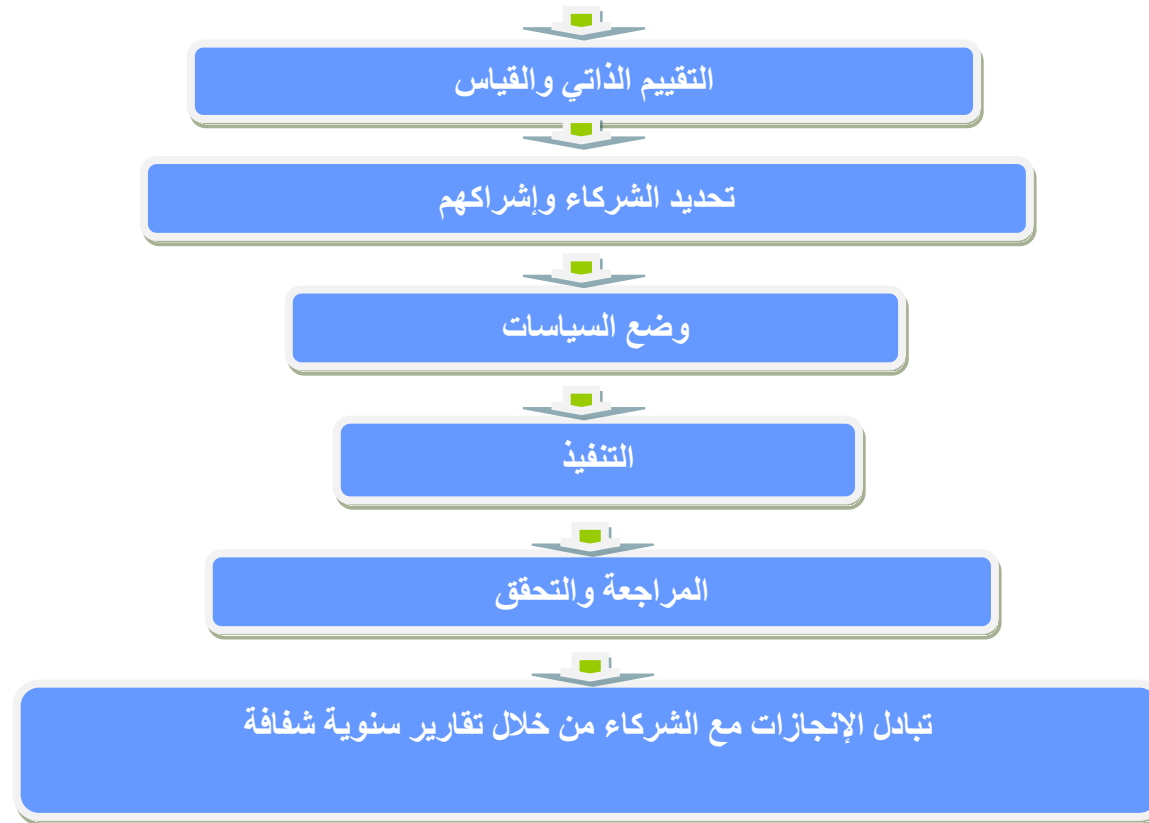 التقييم الذاتي والقياس
تحديد الشركاء وإشراكهم
وضع السياسات
التنفيذ
المراجعة والتحقق
تبادل الإنجازات مع الشركاء من خلال تقارير سنوية شفافة